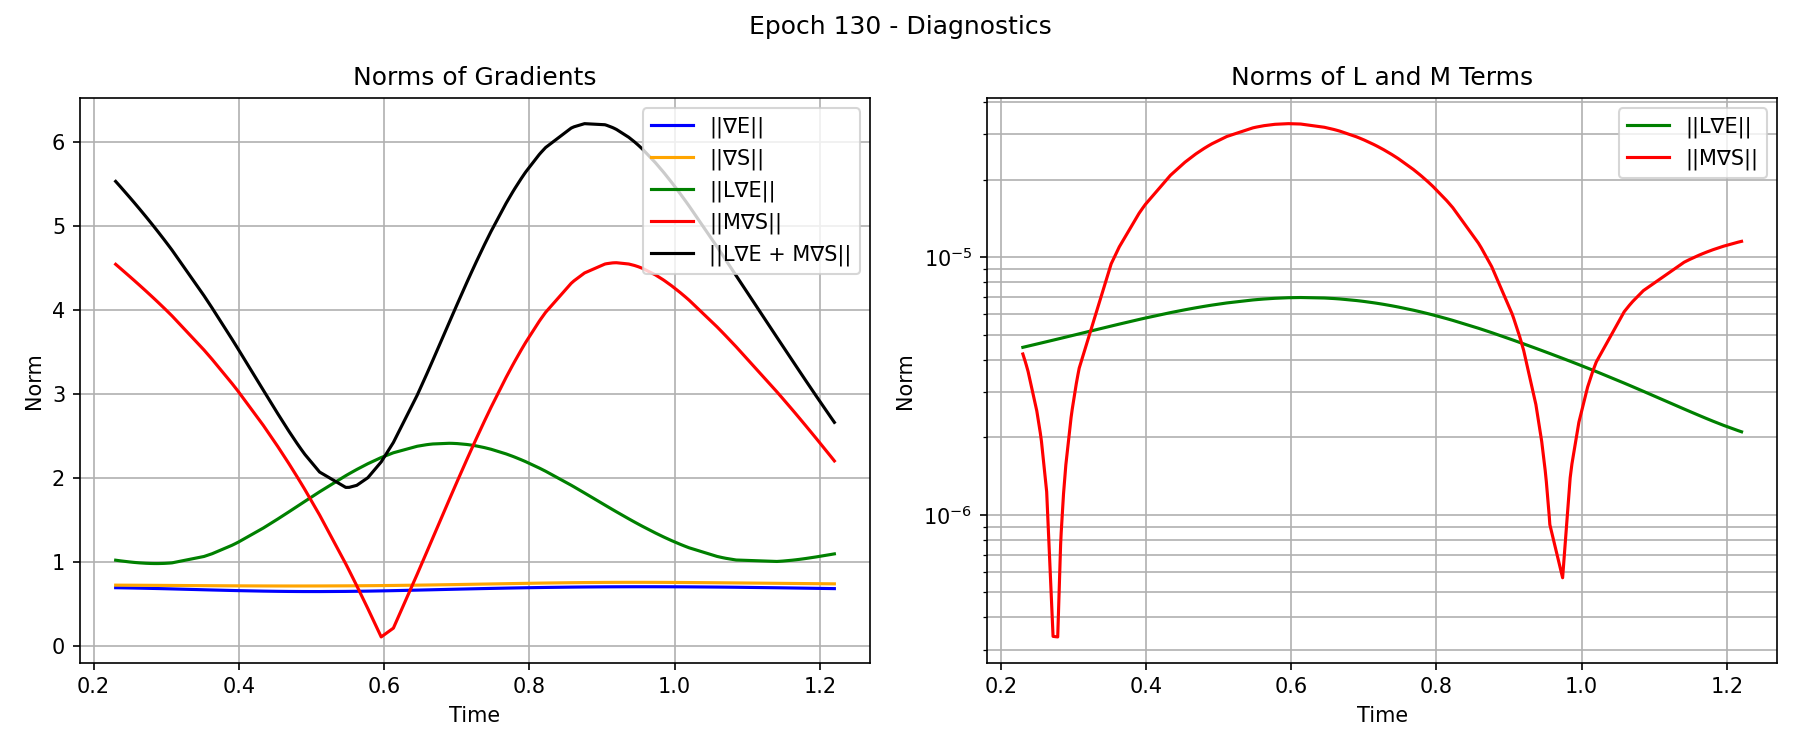 Epoch 130 - Diagnostics
Norms of Gradients
Norm
6
5
4
3
2
1
0
||∇E||
||∇S||
||L∇E||
||M∇S||
||L∇E + M∇S||
0.2 0.4 0.6 0.8 1.0 1.2
Time
Norms of L and M Terms
Norm
10⁻⁵
10⁻⁶
||L∇E||
||M∇S||
0.2 0.4 0.6 0.8 1.0 1.2
Time